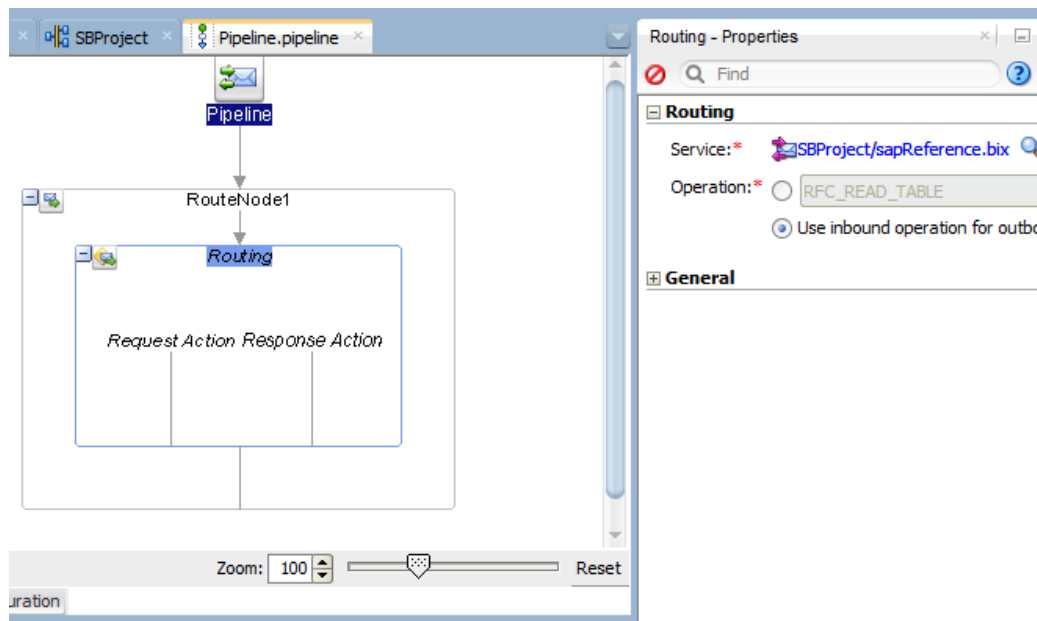 SBProject
Pipeline.pipeline
Pipeline
RouteNode1
Routing
Request Action Response Action
Zoom: 100 Reset
uration
Routing - Properties
Find
Routing
Service:* SBProject/sapReference.bix
Operation:* RFC_READ_TABLE
Use inbound operation for outbo
General